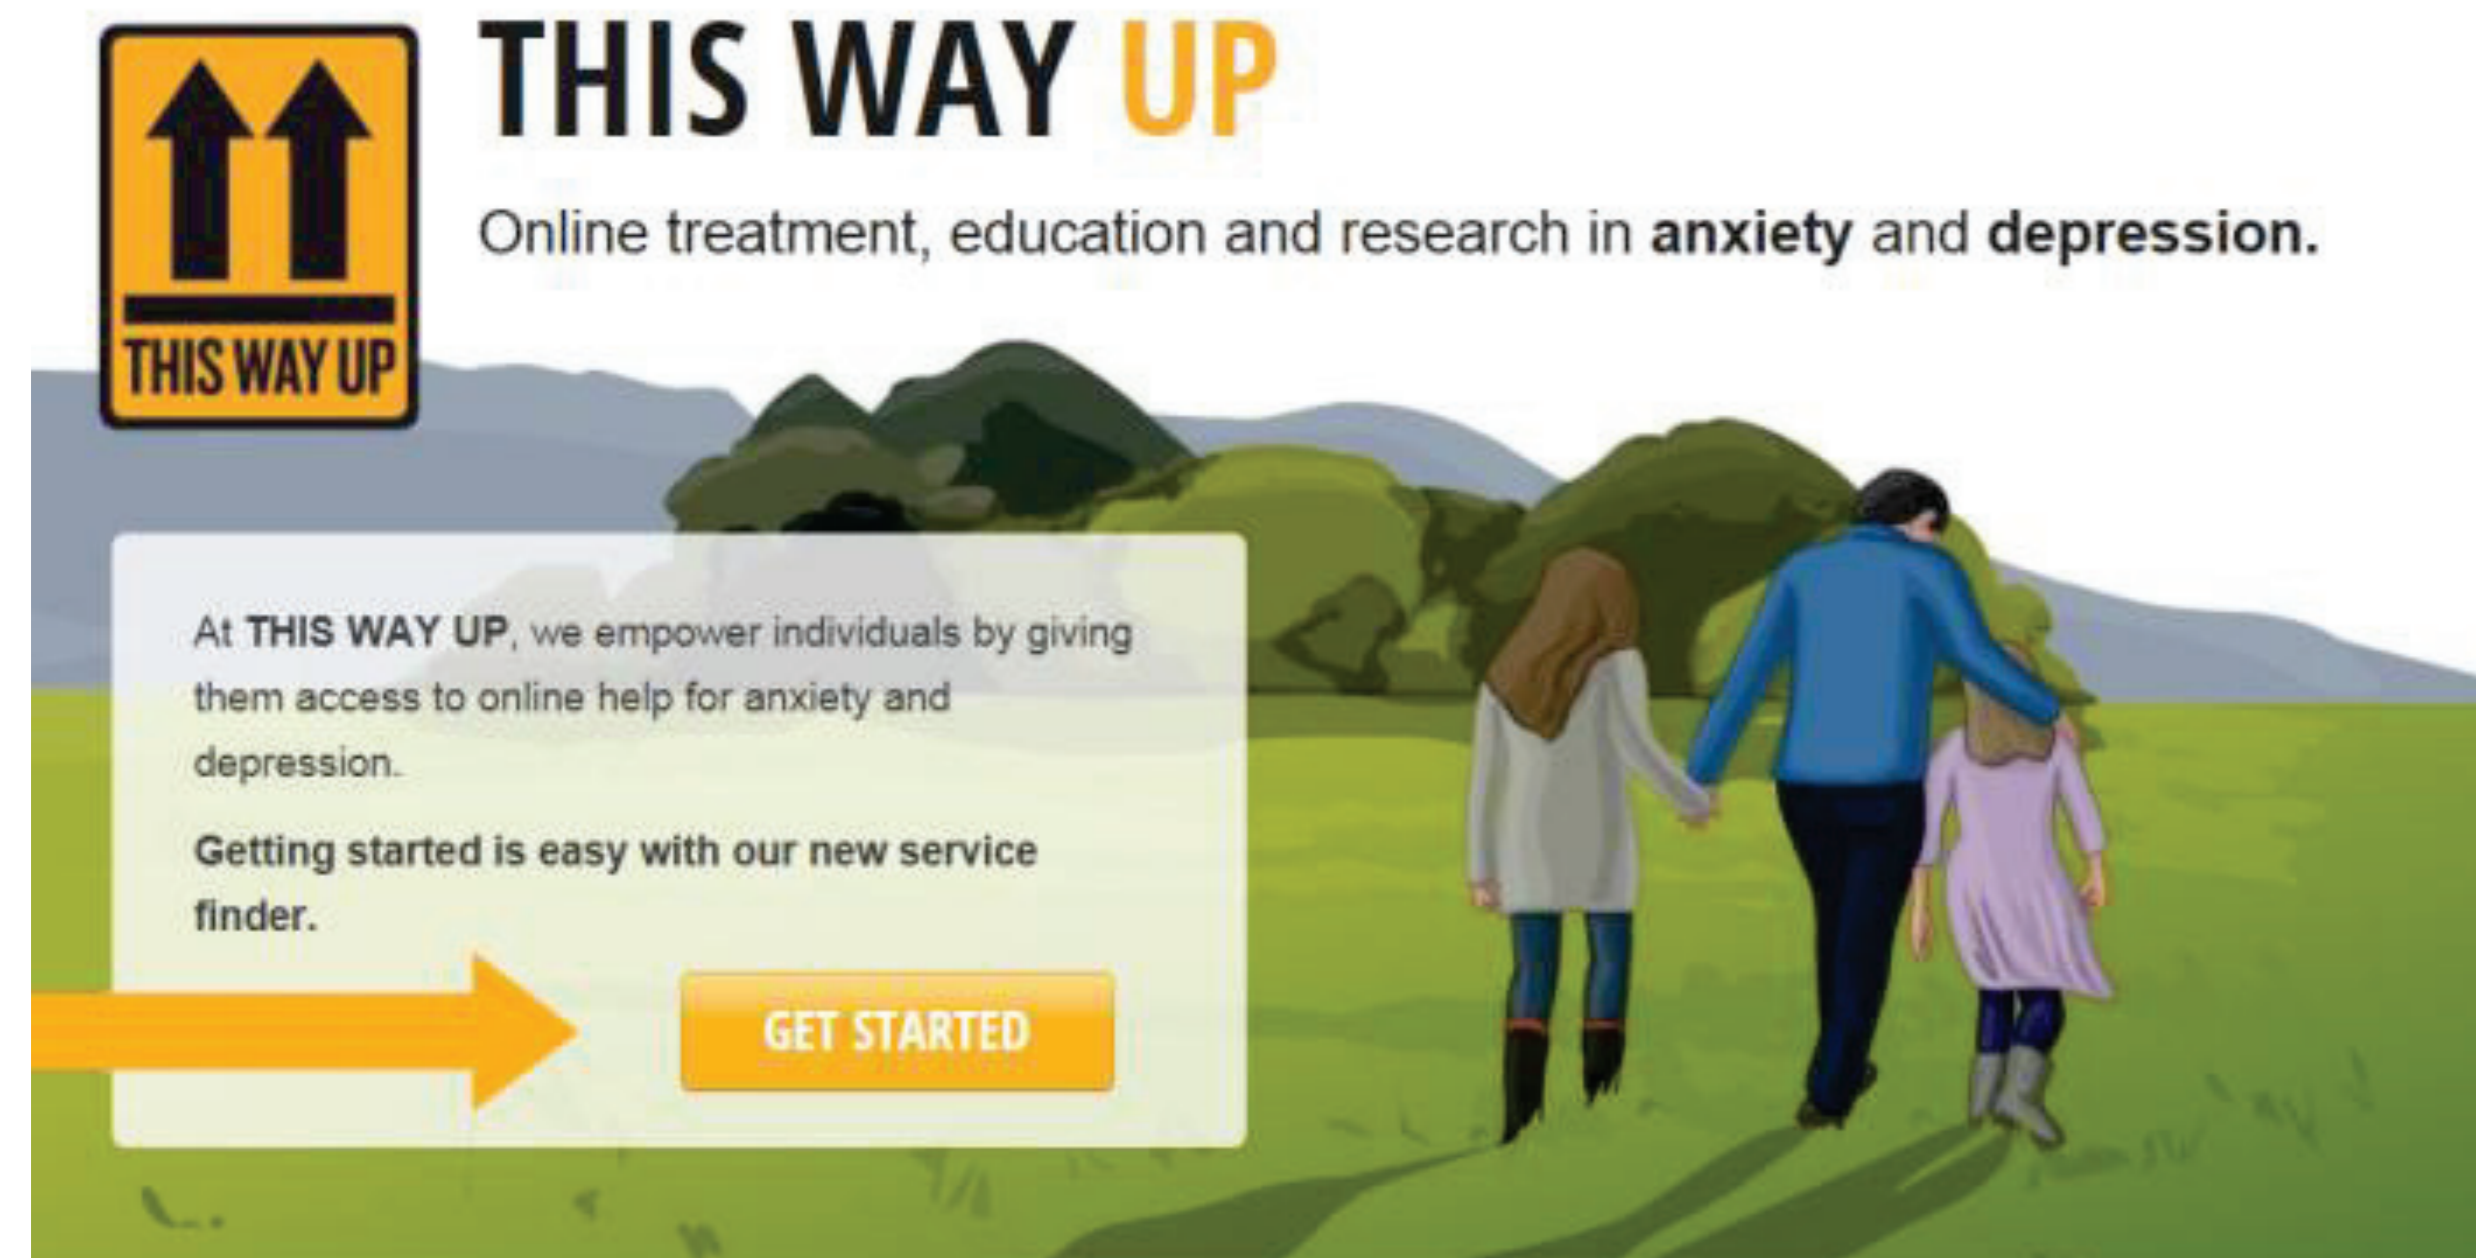 THIS WAY UP
THIS WAY UP
Online treatment, education and research in anxiety and depression.
At THIS WAY UP, we empower individuals by giving
them access to online help for anxiety and
depression.
Getting started is easy with our new service
finder.
GET STARTED